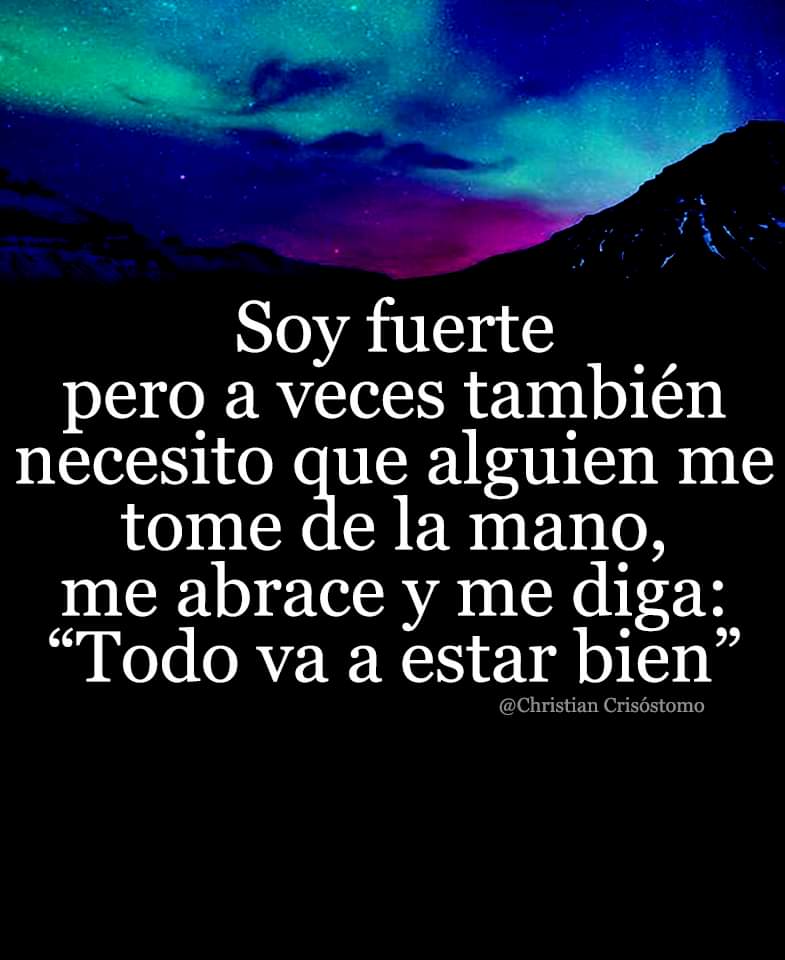 Soy fuerte
pero a veces también
necesito que alguien me
tome de la mano,
me abrace y me diga:
“Todo va a estar bien”
@Christian Crisóstomo